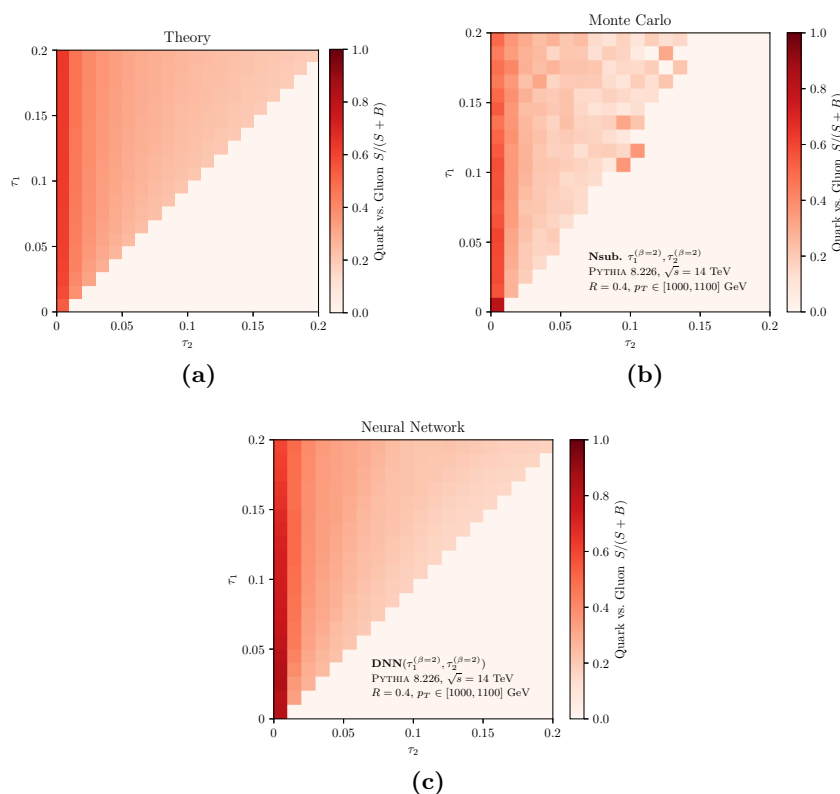 Theory
0.2
0.15
0.1
0.05
0
0
0.05
0.1
0.15
0.2
τ₁
τ₂
1.0
0.8
0.6
0.4
0.2
0.0
Quark vs. Gluon S/(S + B)
(a)
Monte Carlo
0.2
0.15
0.1
0.05
0
0
0.05
0.1
0.15
0.2
τ₁
τ₂
Nsub. τ₁^(β=2), τ₂^(β=2)
PYTHIA 8.226, √s = 14 TeV
R = 0.4, p_T ∈ [1000, 1100] GeV
1.0
0.8
0.6
0.4
0.2
0.0
Quark vs. Gluon S/(S + B)
(b)
Neural Network
0.2
0.15
0.1
0.05
0
0
0.05
0.1
0.15
0.2
τ₁
τ₂
DNN(τ₁^(β=2), τ₂^(β=2))
PYTHIA 8.226, √s = 14 TeV
R = 0.4, p_T ∈ [1000, 1100] GeV
1.0
0.8
0.6
0.4
0.2
0.0
Quark vs. Gluon S/(S + B)
(c)